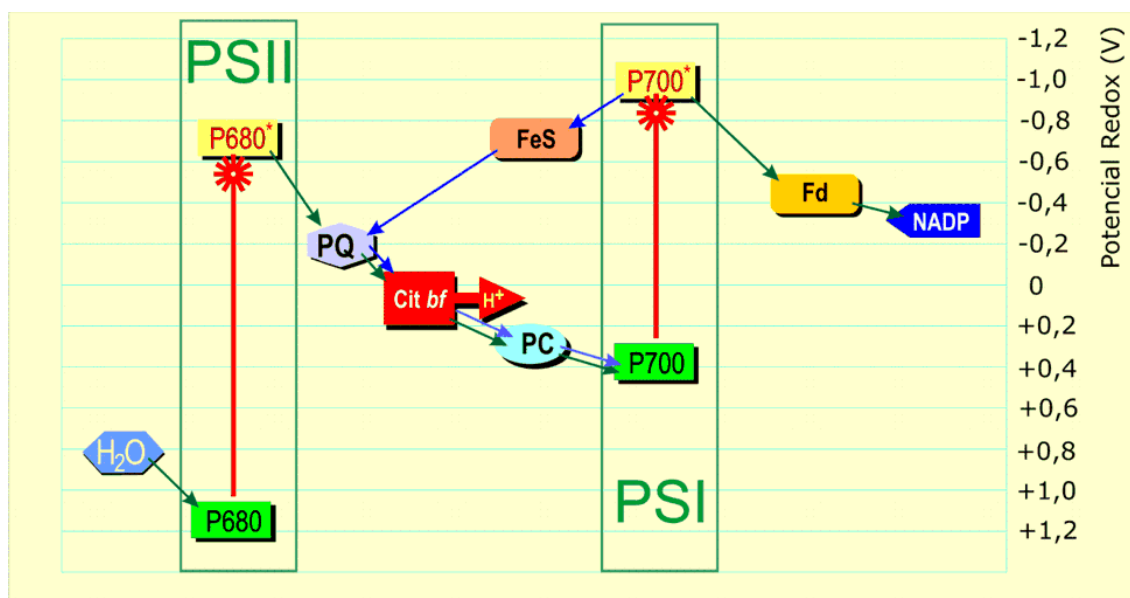 PSII
P680*
P680
H₂O
PQ
Cit bf
H⁺
PC
FeS
P700*
P700
PSI
Fd
NADP
-1,2
-1,0
-0,8
-0,6
-0,4
-0,2
0
+0,2
+0,4
+0,6
+0,8
+1,0
+1,2
Potencial Redox (V)